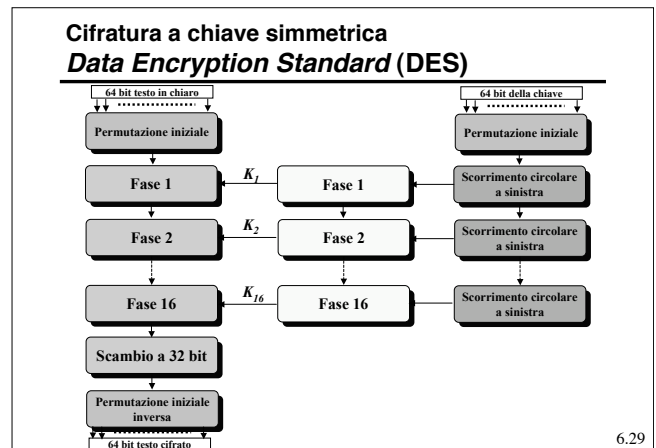 Cifratura a chiave simmetrica
Data Encryption Standard (DES)
64 bit testo in chiaro
64 bit della chiave
Permutazione iniziale
Permutazione iniziale
Fase 1
K1
Fase 1
Scorrimento circolare
a sinistra
Fase 2
K2
Fase 2
Scorrimento circolare
a sinistra
Fase 16
K16
Fase 16
Scorrimento circolare
a sinistra
Scambio a 32 bit
Permutazione iniziale
inversa
64 bit testo cifrato
6.29